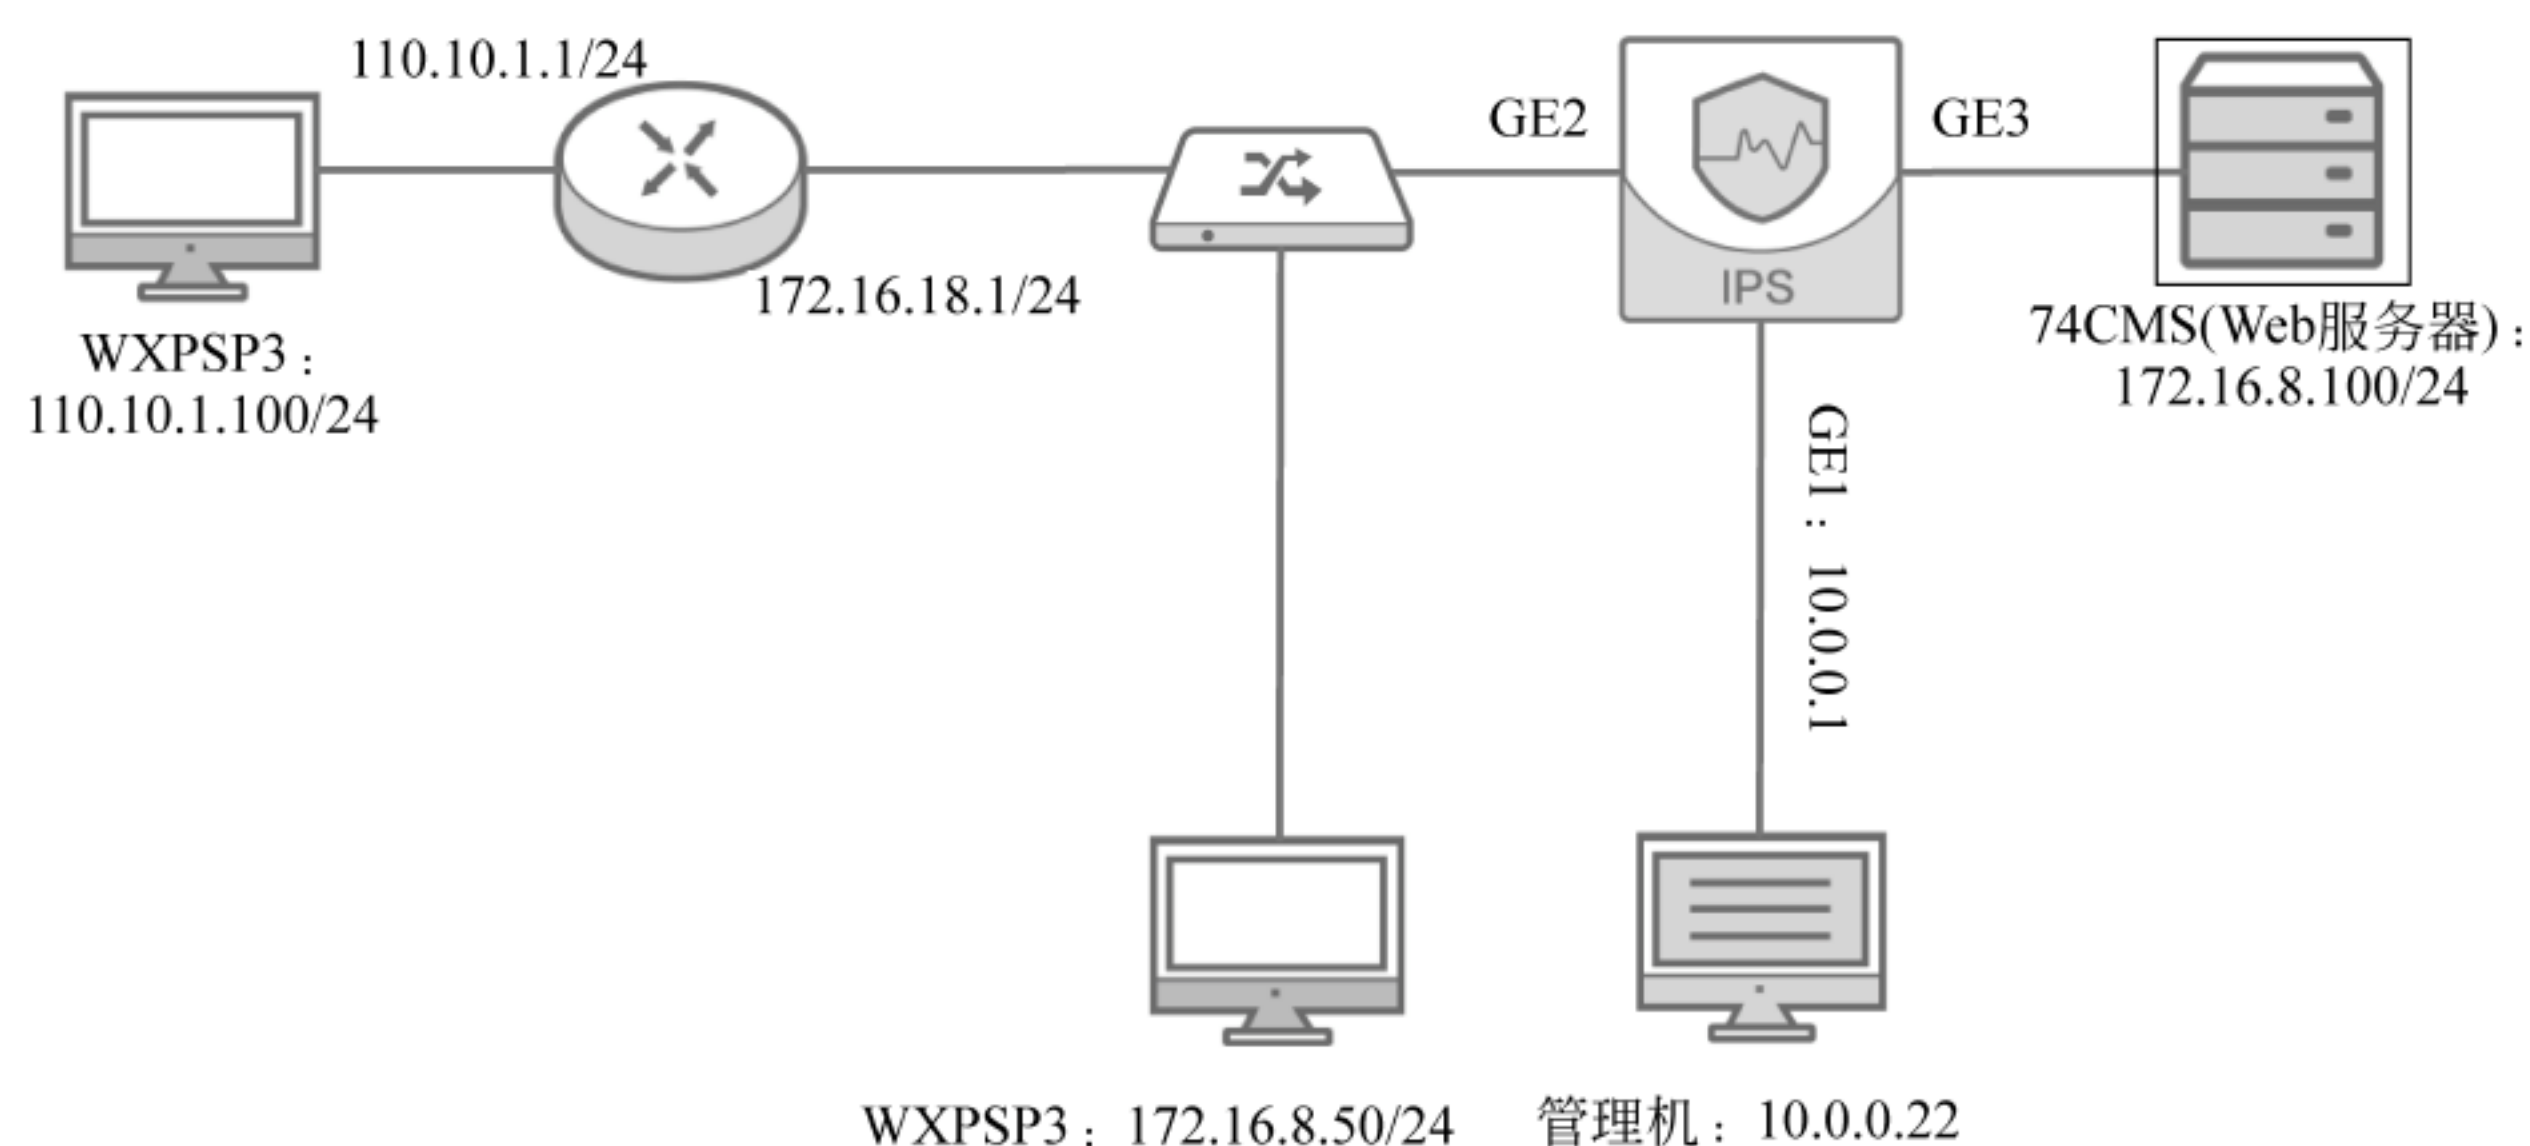 110.10.1.1/24
GE2
GE3
IPS
172.16.18.1/24
74CMS(Web服务器)：
172.16.8.100/24
WXPSP3：
110.10.1.100/24
GE1：10.0.0.1
WXPSP3：172.16.8.50/24
管理机：10.0.0.22